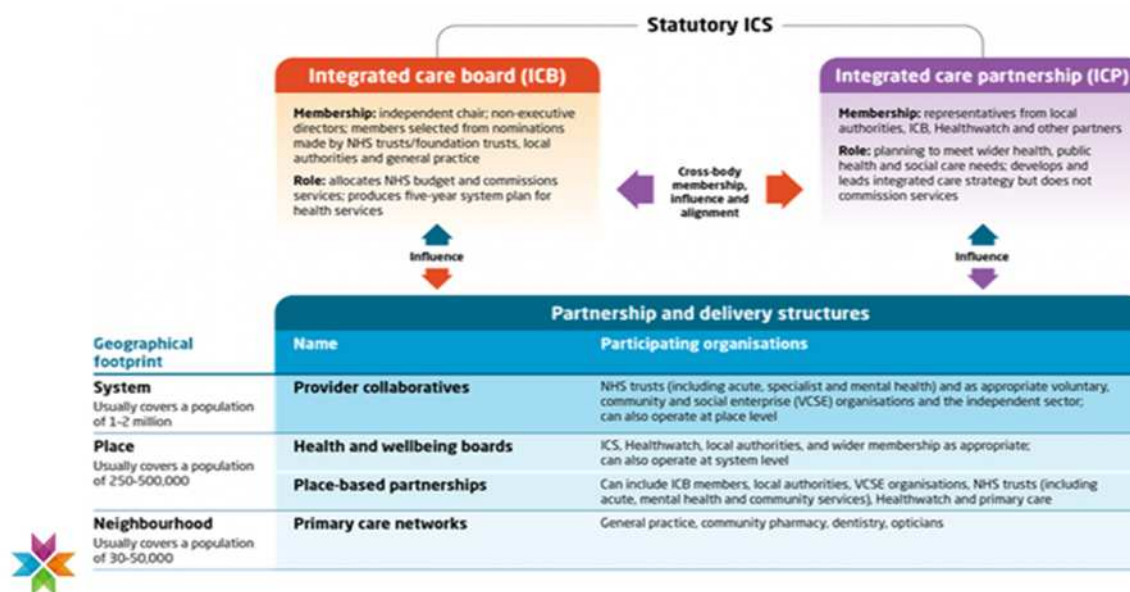 Statutory ICS
Integrated care board (ICB)
Membership: independent chair; non-executive
directors; members selected from nominations
made by NHS trusts/foundation trusts, local
authorities and general practice
Role: allocates NHS budget and commissions
services; produces five-year system plan for
health services
Cross-body
membership,
influence and
alignment
Integrated care partnership (ICP)
Membership: representatives from local
authorities, ICB, Healthwatch and other partners
Role: planning to meet wider health, public
health and social care needs; develops and
leads integrated care strategy but does not
commission services
Influence
Influence
Partnership and delivery structures
Geographical
footprint
Name
Participating organisations
System
Usually covers a population
of 1–2 million
Provider collaboratives
NHS trusts (including acute, specialist and mental health) and as appropriate voluntary,
community and social enterprise (VCSE) organisations and the independent sector;
can also operate at place level
Place
Usually covers a population
of 250-500,000
Health and wellbeing boards
ICS, Healthwatch, local authorities, and wider membership as appropriate;
can also operate at system level
Place-based partnerships
Can include ICB members, local authorities, VCSE organisations, NHS trusts (including
acute, mental health and community services), Healthwatch and primary care
Neighbourhood
Usually covers a population
of 30-50,000
Primary care networks
General practice, community pharmacy, dentistry, opticians